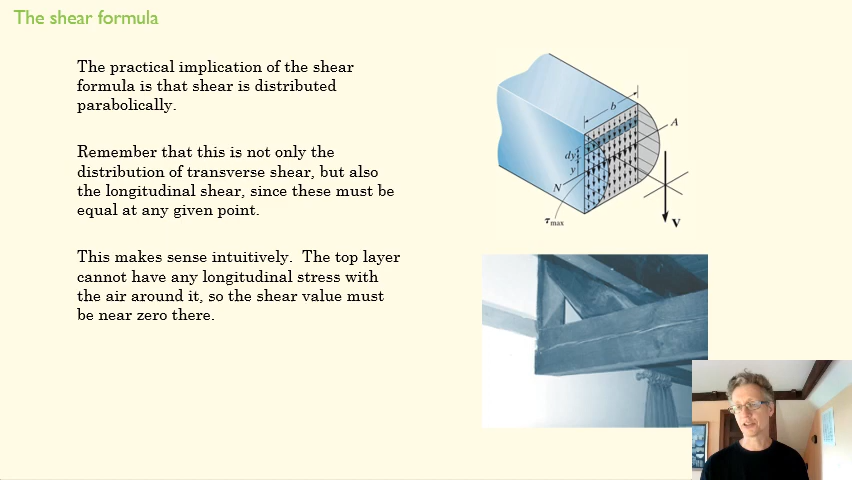 The shear formula
The practical implication of the shear
formula is that shear is distributed
parabolically.
Remember that this is not only the
distribution of transverse shear, but also
the longitudinal shear, since these must be
equal at any given point.
This makes sense intuitively.  The top layer
cannot have any longitudinal stress with
the air around it, so the shear value must
be near zero there.
b
A
dy
y
N
τmax
V